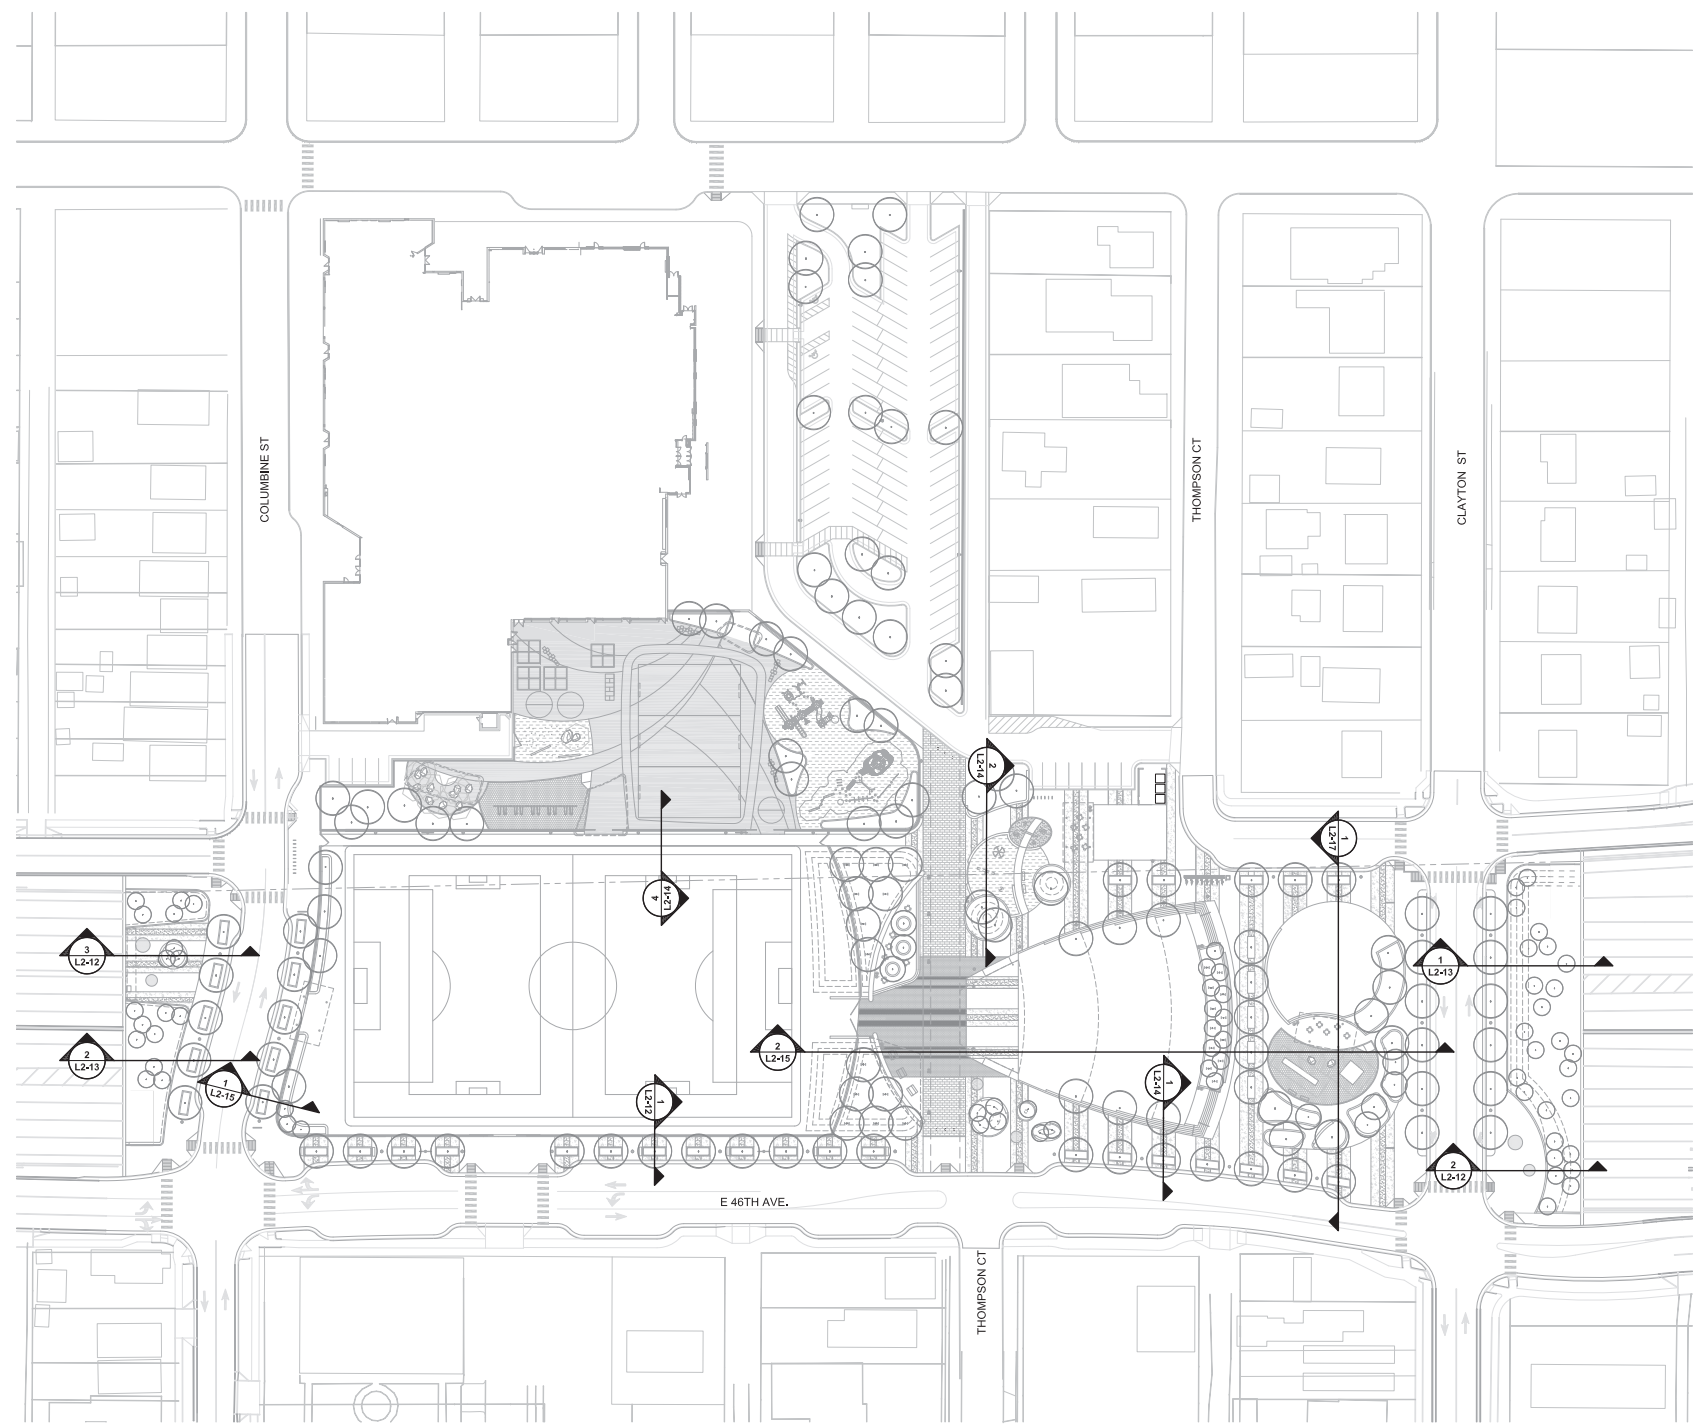 COLUMBINE ST
THOMPSON CT
CLAYTON ST
2
L2-14
1
L2-17
4
L2-14
3
L2-12
1
L2-13
2
L2-13
2
L2-15
1
L2-15
1
L2-12
1
L2-14
2
L2-12
E 46TH AVE.
THOMPSON CT